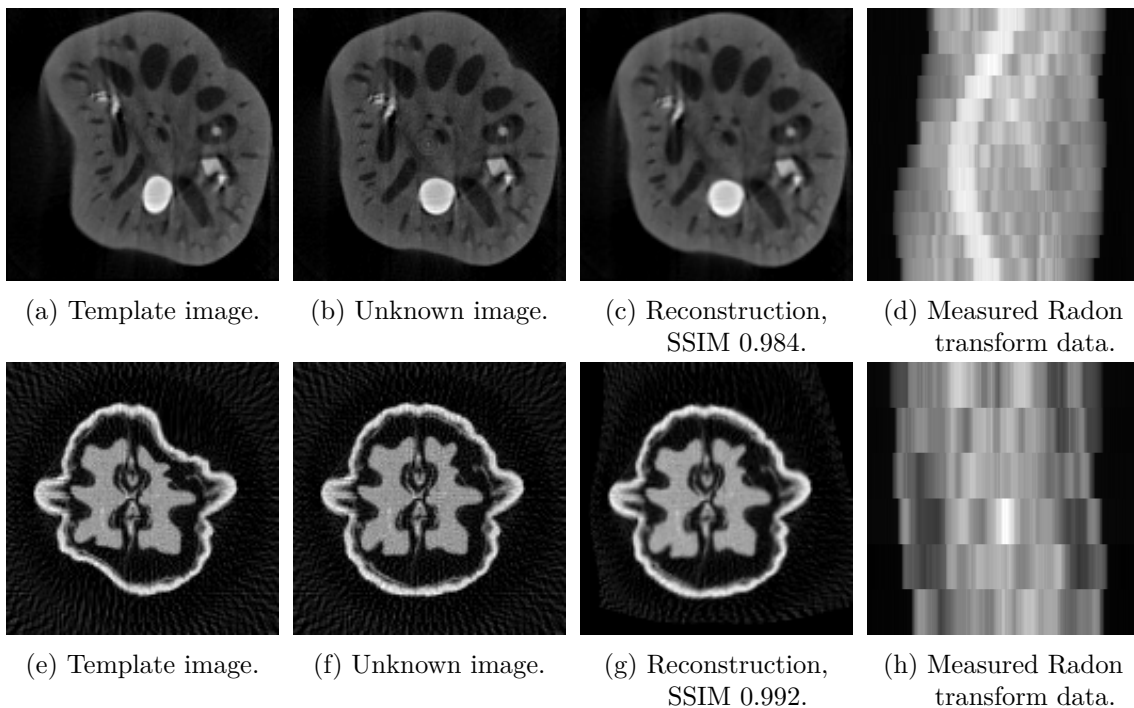 (a) Template image.
(b) Unknown image.
(c) Reconstruction,
SSIM 0.984.
(d) Measured Radon
transform data.
(e) Template image.
(f) Unknown image.
(g) Reconstruction,
SSIM 0.992.
(h) Measured Radon
transform data.